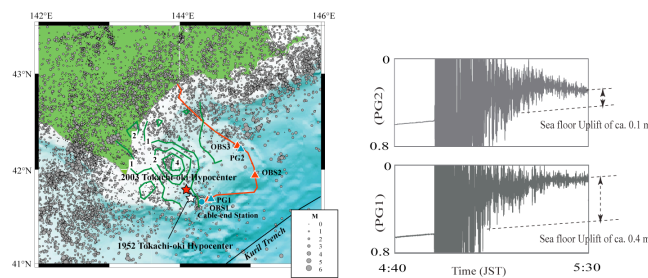 142°E
144°E
146°E
43°N
42°N
41°N
2
1
1
2
3
4
1
OBS3
PG2
OBS2
2003 Tokachi-oki Hypocenter
PG1
OBS1
Cable-end Station
1952 Tokachi-oki Hypocenter
Kuril Trench
M
0
1
2
3
4
5
6
(PG2)
0.8
Sea floor Uplift of ca. 0.1 m
(PG1)
0.8
Sea floor Uplift of ca. 0.4 m
4:40
Time (JST)
5:30